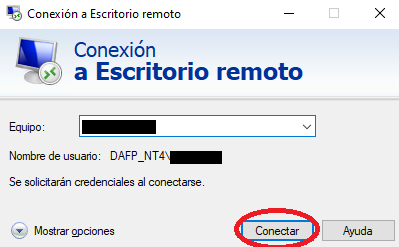 Conexión a Escritorio remoto
Conexión
a Escritorio remoto
Equipo:
Nombre de usuario: DAFP_NT4\
Se solicitarán credenciales al conectarse.
Mostrar opciones
Conectar
Ayuda